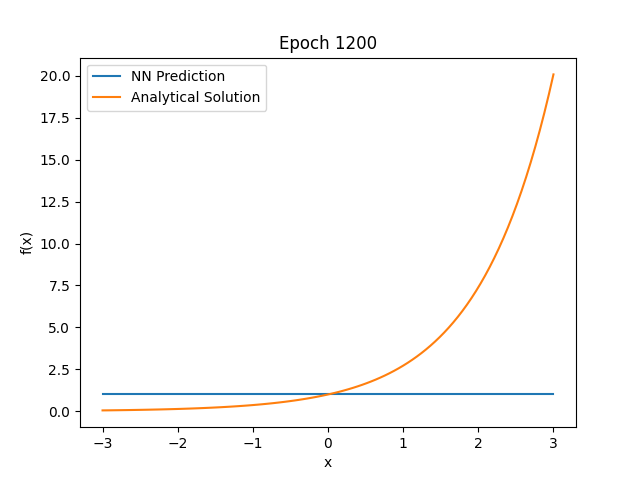 Epoch 1200
NN Prediction
Analytical Solution
20.0
17.5
15.0
12.5
10.0
7.5
5.0
2.5
0.0
f(x)
−3 −2 −1 0 1 2 3
x